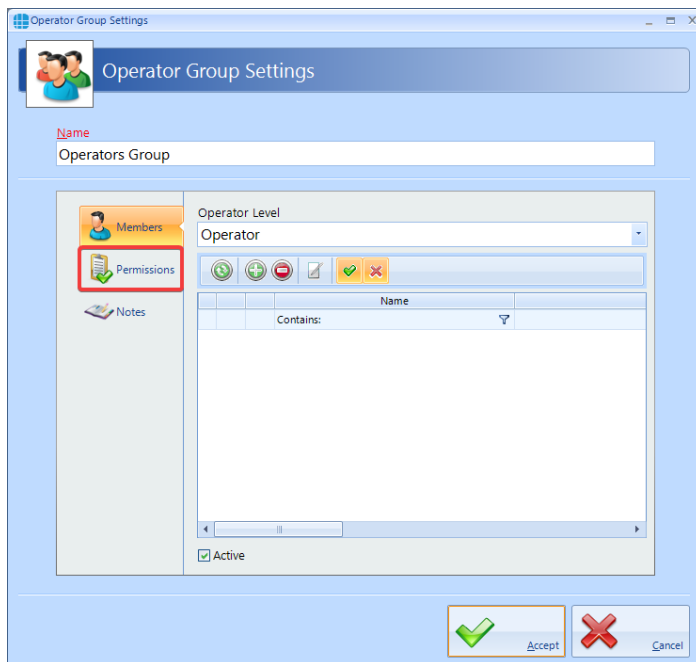 Operator Group Settings
Operator Group Settings
Name
Operators Group
Members
Permissions
Notes
Operator Level
Operator
Name
Contains:
Active
Accept
Cancel